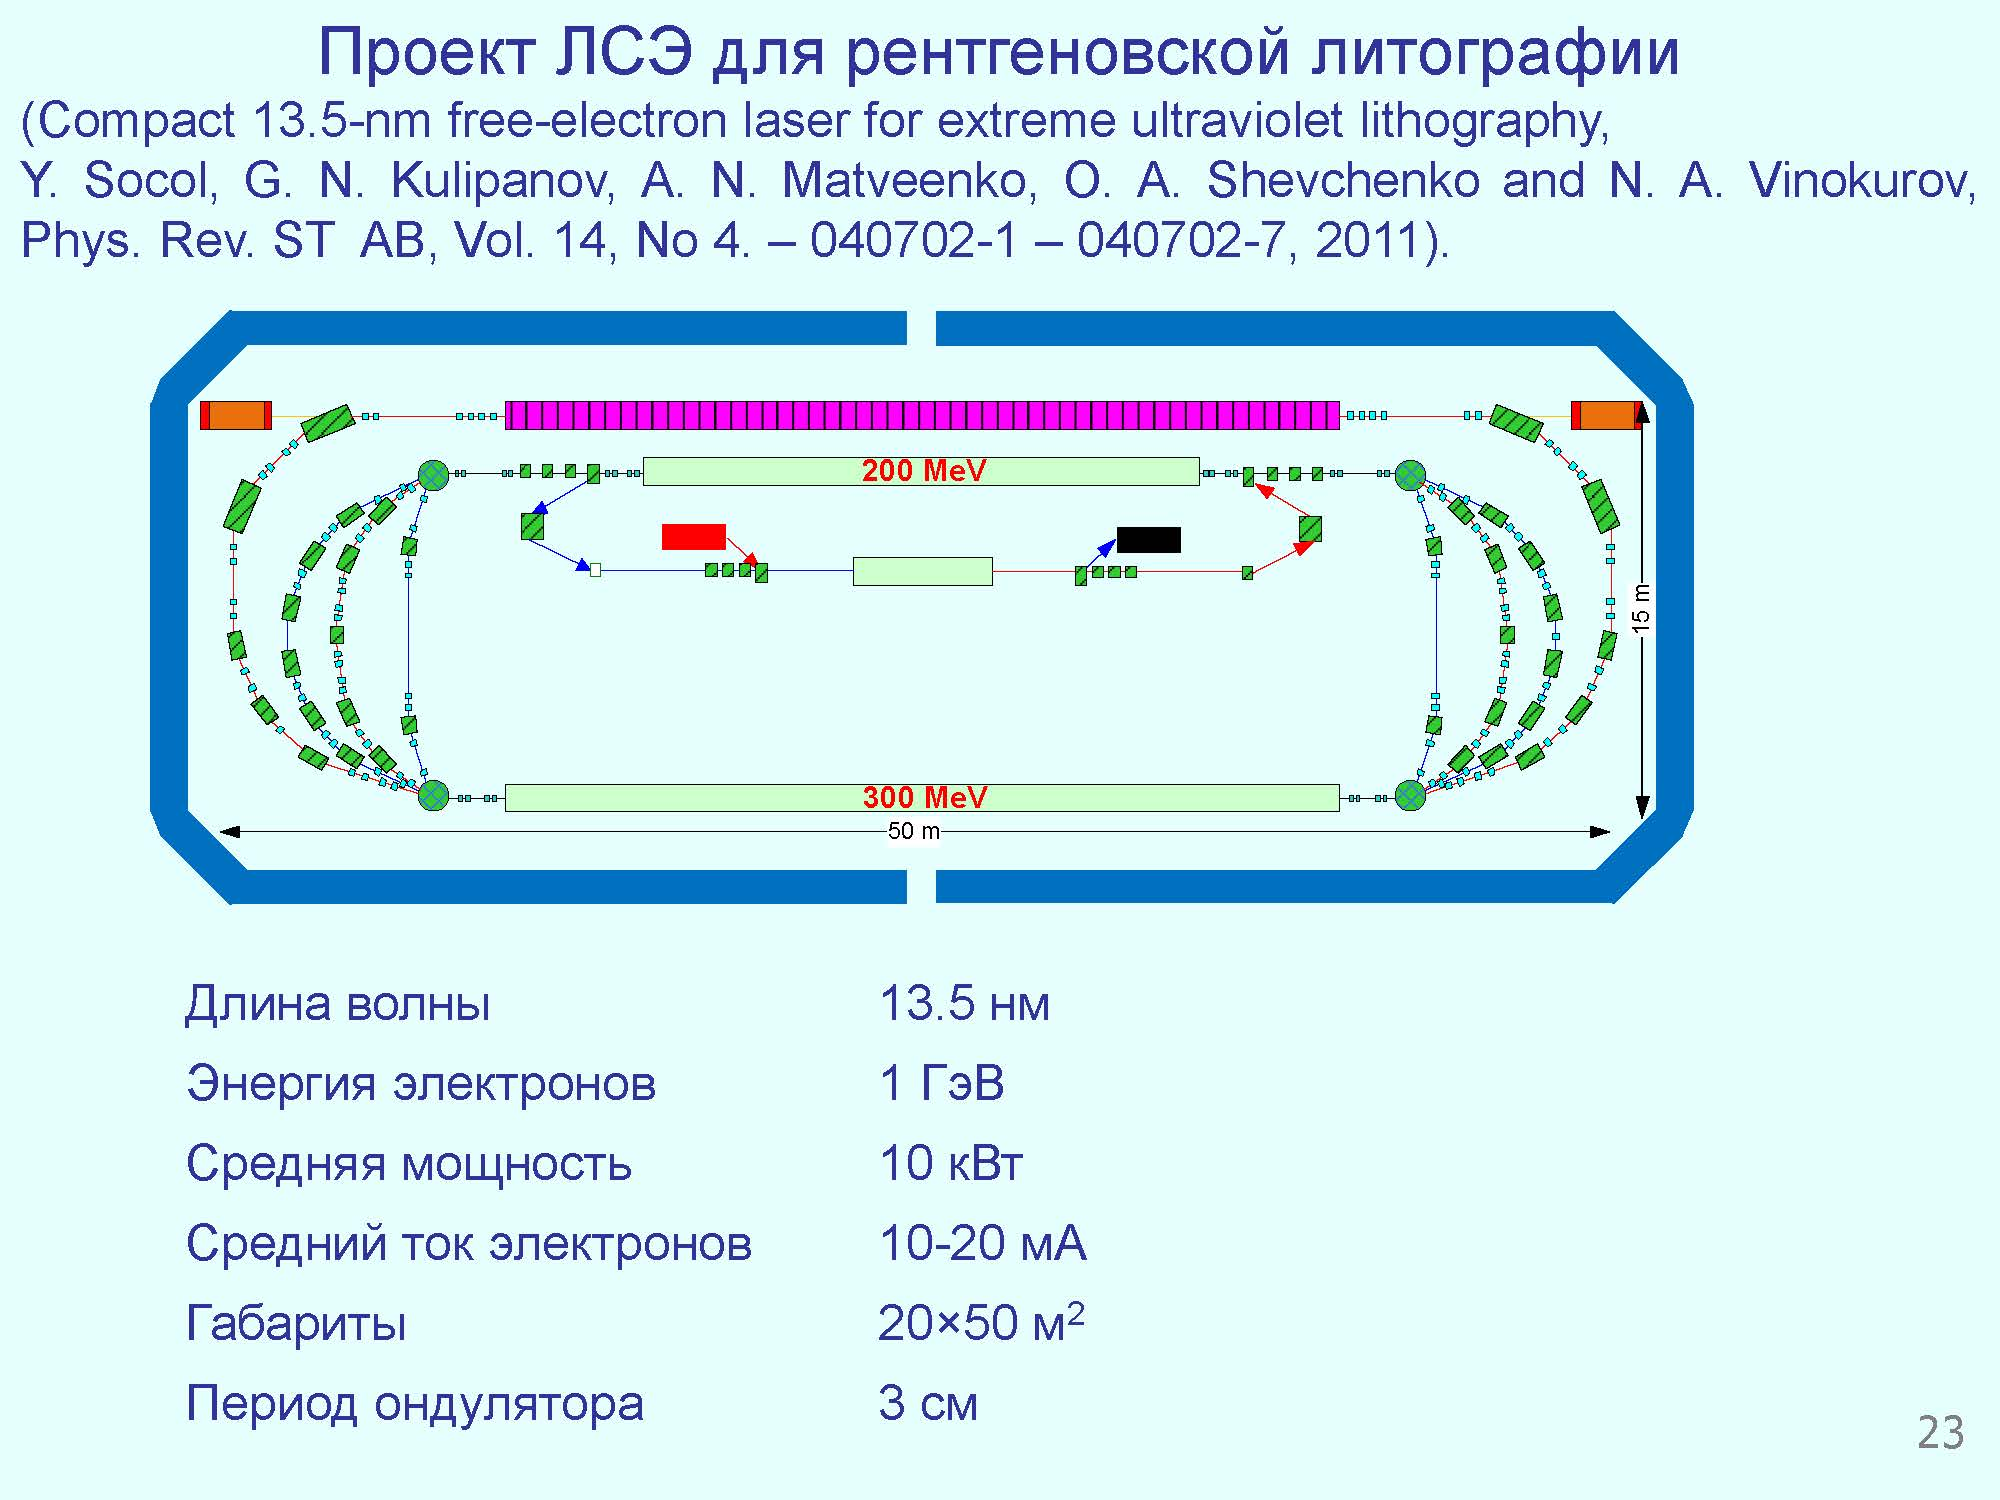 Проект ЛСЭ для рентгеновской литографии
(Compact 13.5-nm free-electron laser for extreme ultraviolet lithography,
Y. Socol, G. N. Kulipanov, A. N. Matveenko, O. A. Shevchenko and N. A. Vinokurov,
Phys. Rev. ST AB, Vol. 14, No 4. – 040702-1 – 040702-7, 2011).
200 MeV
15 m
300 MeV
50 m
Длина волны 13.5 нм
Энергия электронов 1 ГэВ
Средняя мощность 10 кВт
Средний ток электронов 10-20 мА
Габариты 20×50 м²
Период ондулятора 3 см
23